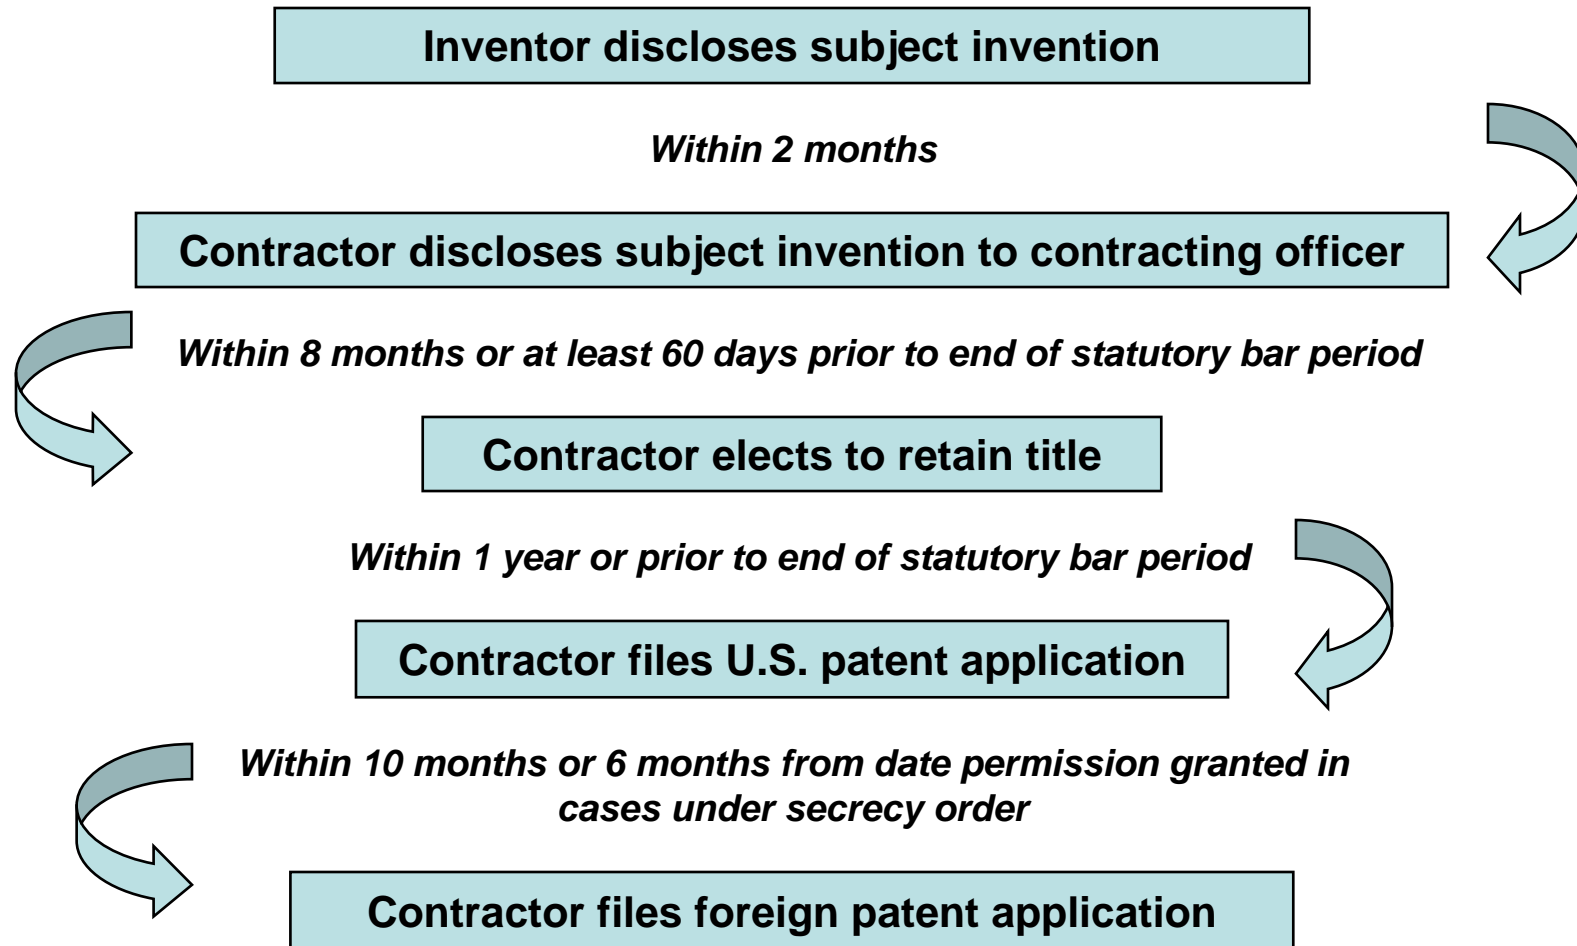 Inventor discloses subject invention
Within 2 months
Contractor discloses subject invention to contracting officer
Within 8 months or at least 60 days prior to end of statutory bar period
Contractor elects to retain title
Within 1 year or prior to end of statutory bar period
Contractor files U.S. patent application
Within 10 months or 6 months from date permission granted in
cases under secrecy order
Contractor files foreign patent application